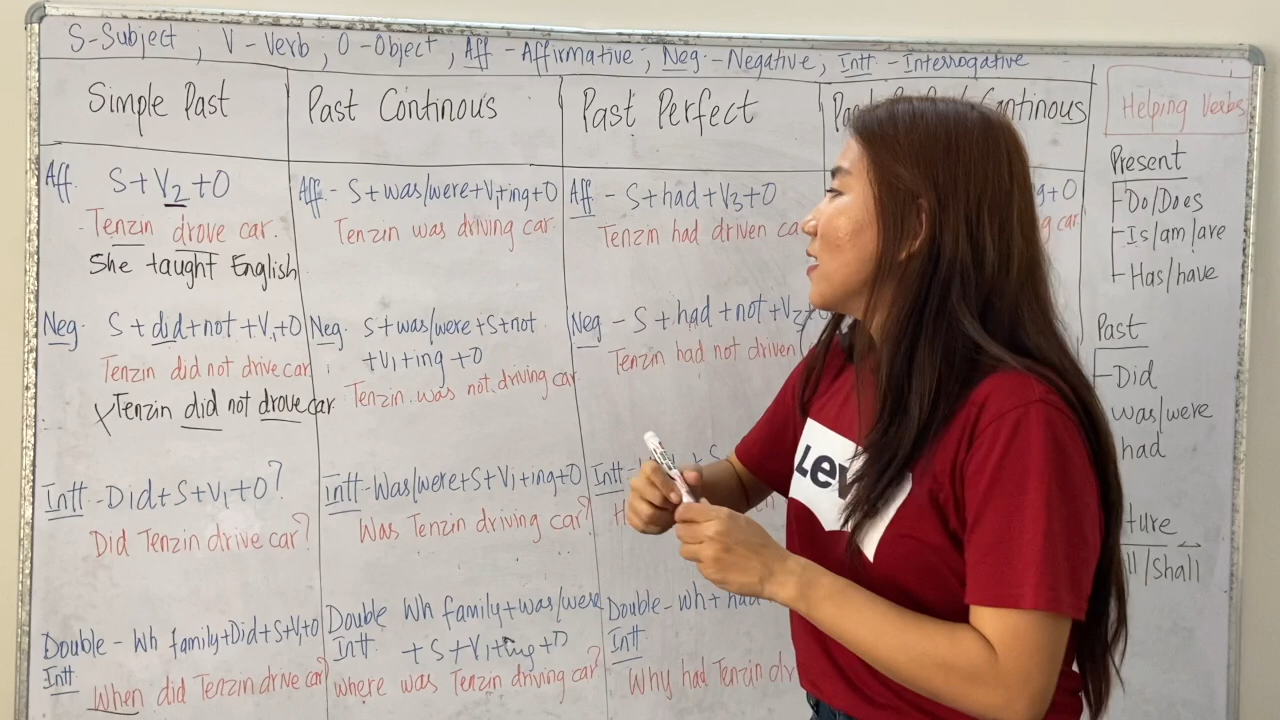 S-Subject , V - Verb , O - Object , Aff - Affirmative , Neg. - Negative , Intt - Interrogative
Simple Past
Aff. S+V2+O
Tenzin drove car.
She taught English
Neg. S+did+not+V1+O
Tenzin did not drive car
X Tenzin did not drove car.
Intt - Did+S+V1+O?
Did Tenzin drive car?
Double - Wh family+Did+S+V1+O
Intt
When did Tenzin drive car?
Past Continous
Aff. - S+was/were+V1+ing+O
Tenzin was driving car.
Neg. S+was/were+S+not
+V1+ing+O
Tenzin was not driving car
Intt - Was/were+S+V1+ing+O
Was Tenzin driving car?
Double Wh family+was/were
Intt + S+V1+ing+O
where was Tenzin driving car?
Past Perfect
Aff - S+had+V3+O
Tenzin had driven
Neg - S+had+not+V3+O
Tenzin had not driven
Intt -
Double - Wh+had
Intt
Why had Tenzin
Continous
+O
car.
Helping Verbs
Present
Do/Does
Is/am/are
Has/have
Past
Did
was/were
had
/Shall
Levi